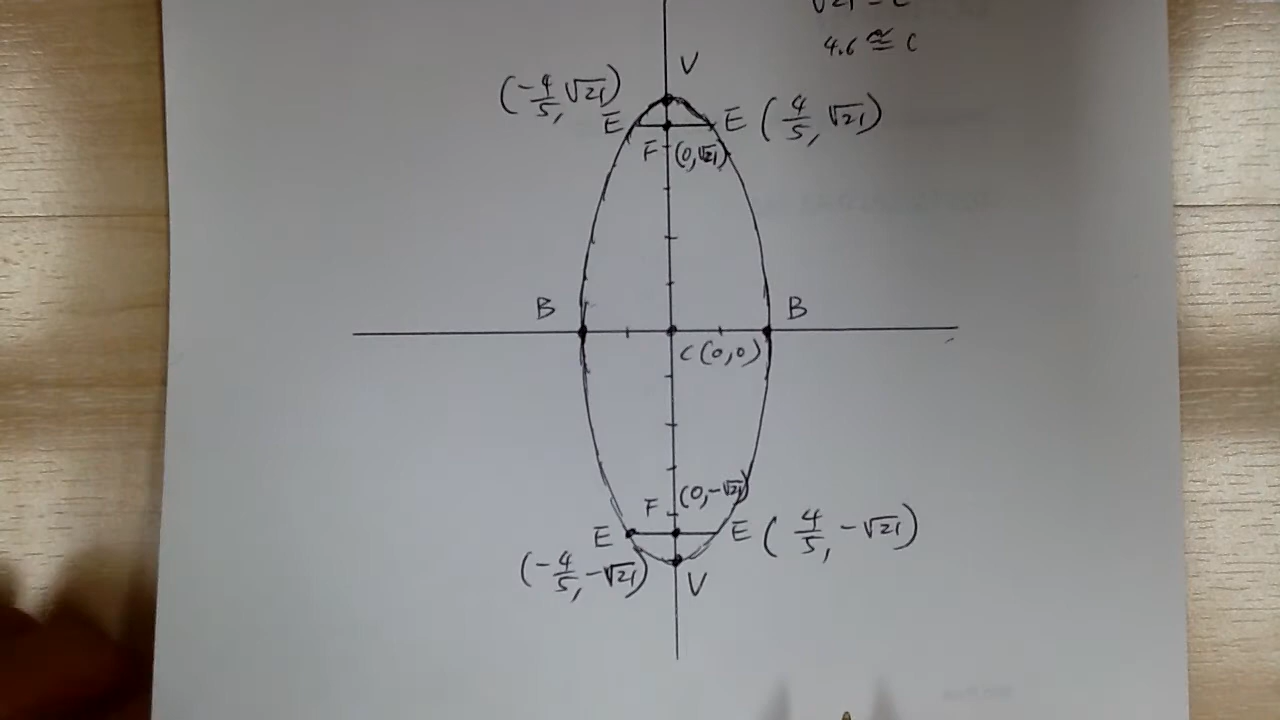 √21 = C
4.6 ≅ C
V
(-4/5, √21)
E
E (4/5, √21)
F (0, √21)
B
B
C (0,0)
F (0, -√21)
E
E (4/5, -√21)
(-4/5, -√21)
V